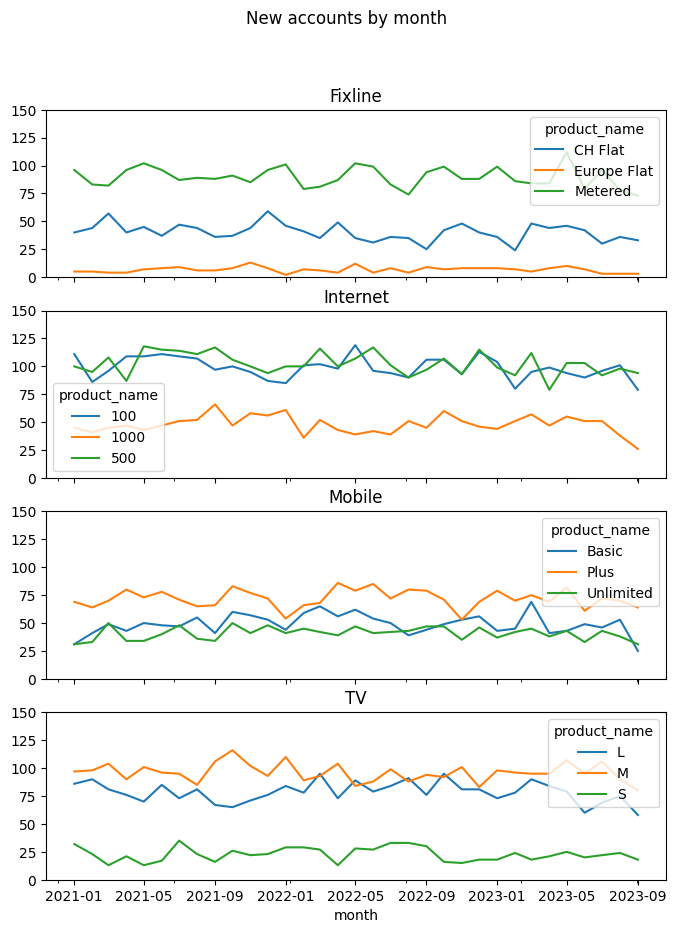 New accounts by month
Fixline
150
125
100
75
50
25
0
product_name
CH Flat
Europe Flat
Metered
Internet
150
125
100
75
50
25
0
product_name
100
1000
500
Mobile
150
125
100
75
50
25
0
product_name
Basic
Plus
Unlimited
TV
150
125
100
75
50
25
0
product_name
L
M
S
2021-01 2021-05 2021-09 2022-01 2022-05 2022-09 2023-01 2023-05 2023-09
month